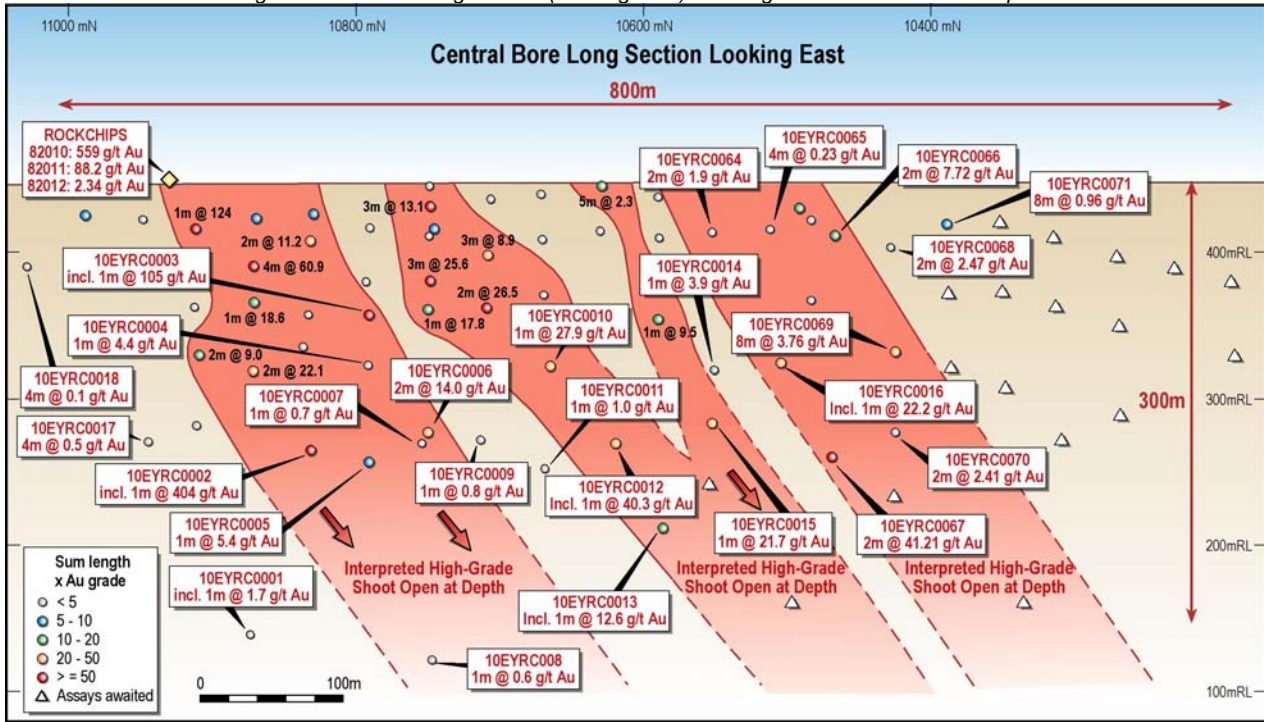 11000 mN
10800 mN
10600 mN
10400 mN
Central Bore Long Section Looking East
800m
ROCKCHIPS
82010: 559 g/t Au
82011: 88.2 g/t Au
82012: 2.34 g/t Au
10EYRC0064
2m @ 1.9 g/t Au
10EYRC0065
4m @ 0.23 g/t Au
10EYRC0066
2m @ 7.72 g/t Au
10EYRC0071
8m @ 0.96 g/t Au
10EYRC0068
2m @ 2.47 g/t Au
1m @ 124
2m @ 11.2
4m @ 60.9
3m @ 13.1
3m @ 8.9
5m @ 2.3
3m @ 25.6
2m @ 26.5
1m @ 17.8
1m @ 18.6
2m @ 9.0
2m @ 22.1
1m @ 9.5
10EYRC0003
incl. 1m @ 105 g/t Au
10EYRC0004
1m @ 4.4 g/t Au
10EYRC0014
1m @ 3.9 g/t Au
10EYRC0010
1m @ 27.9 g/t Au
10EYRC0069
8m @ 3.76 g/t Au
10EYRC0018
4m @ 0.1 g/t Au
10EYRC0007
1m @ 0.7 g/t Au
10EYRC0006
2m @ 14.0 g/t Au
10EYRC0011
1m @ 1.0 g/t Au
10EYRC0016
Incl. 1m @ 22.2 g/t Au
10EYRC0017
4m @ 0.5 g/t Au
10EYRC0002
incl. 1m @ 404 g/t Au
10EYRC0009
1m @ 0.8 g/t Au
10EYRC0012
Incl. 1m @ 40.3 g/t Au
10EYRC0070
2m @ 2.41 g/t Au
10EYRC0005
1m @ 5.4 g/t Au
10EYRC0015
1m @ 21.7 g/t Au
10EYRC0067
2m @ 41.21 g/t Au
10EYRC0001
incl. 1m @ 1.7 g/t Au
10EYRC0013
Incl. 1m @ 12.6 g/t Au
10EYRC008
1m @ 0.6 g/t Au
Interpreted High-Grade
Shoot Open at Depth
Interpreted High-Grade
Shoot Open at Depth
Interpreted High-Grade
Shoot Open at Depth
400mRL
300mRL
200mRL
100mRL
300m
Sum length
x Au grade
< 5
5 - 10
10 - 20
20 - 50
> = 50
Assays awaited
0
100m